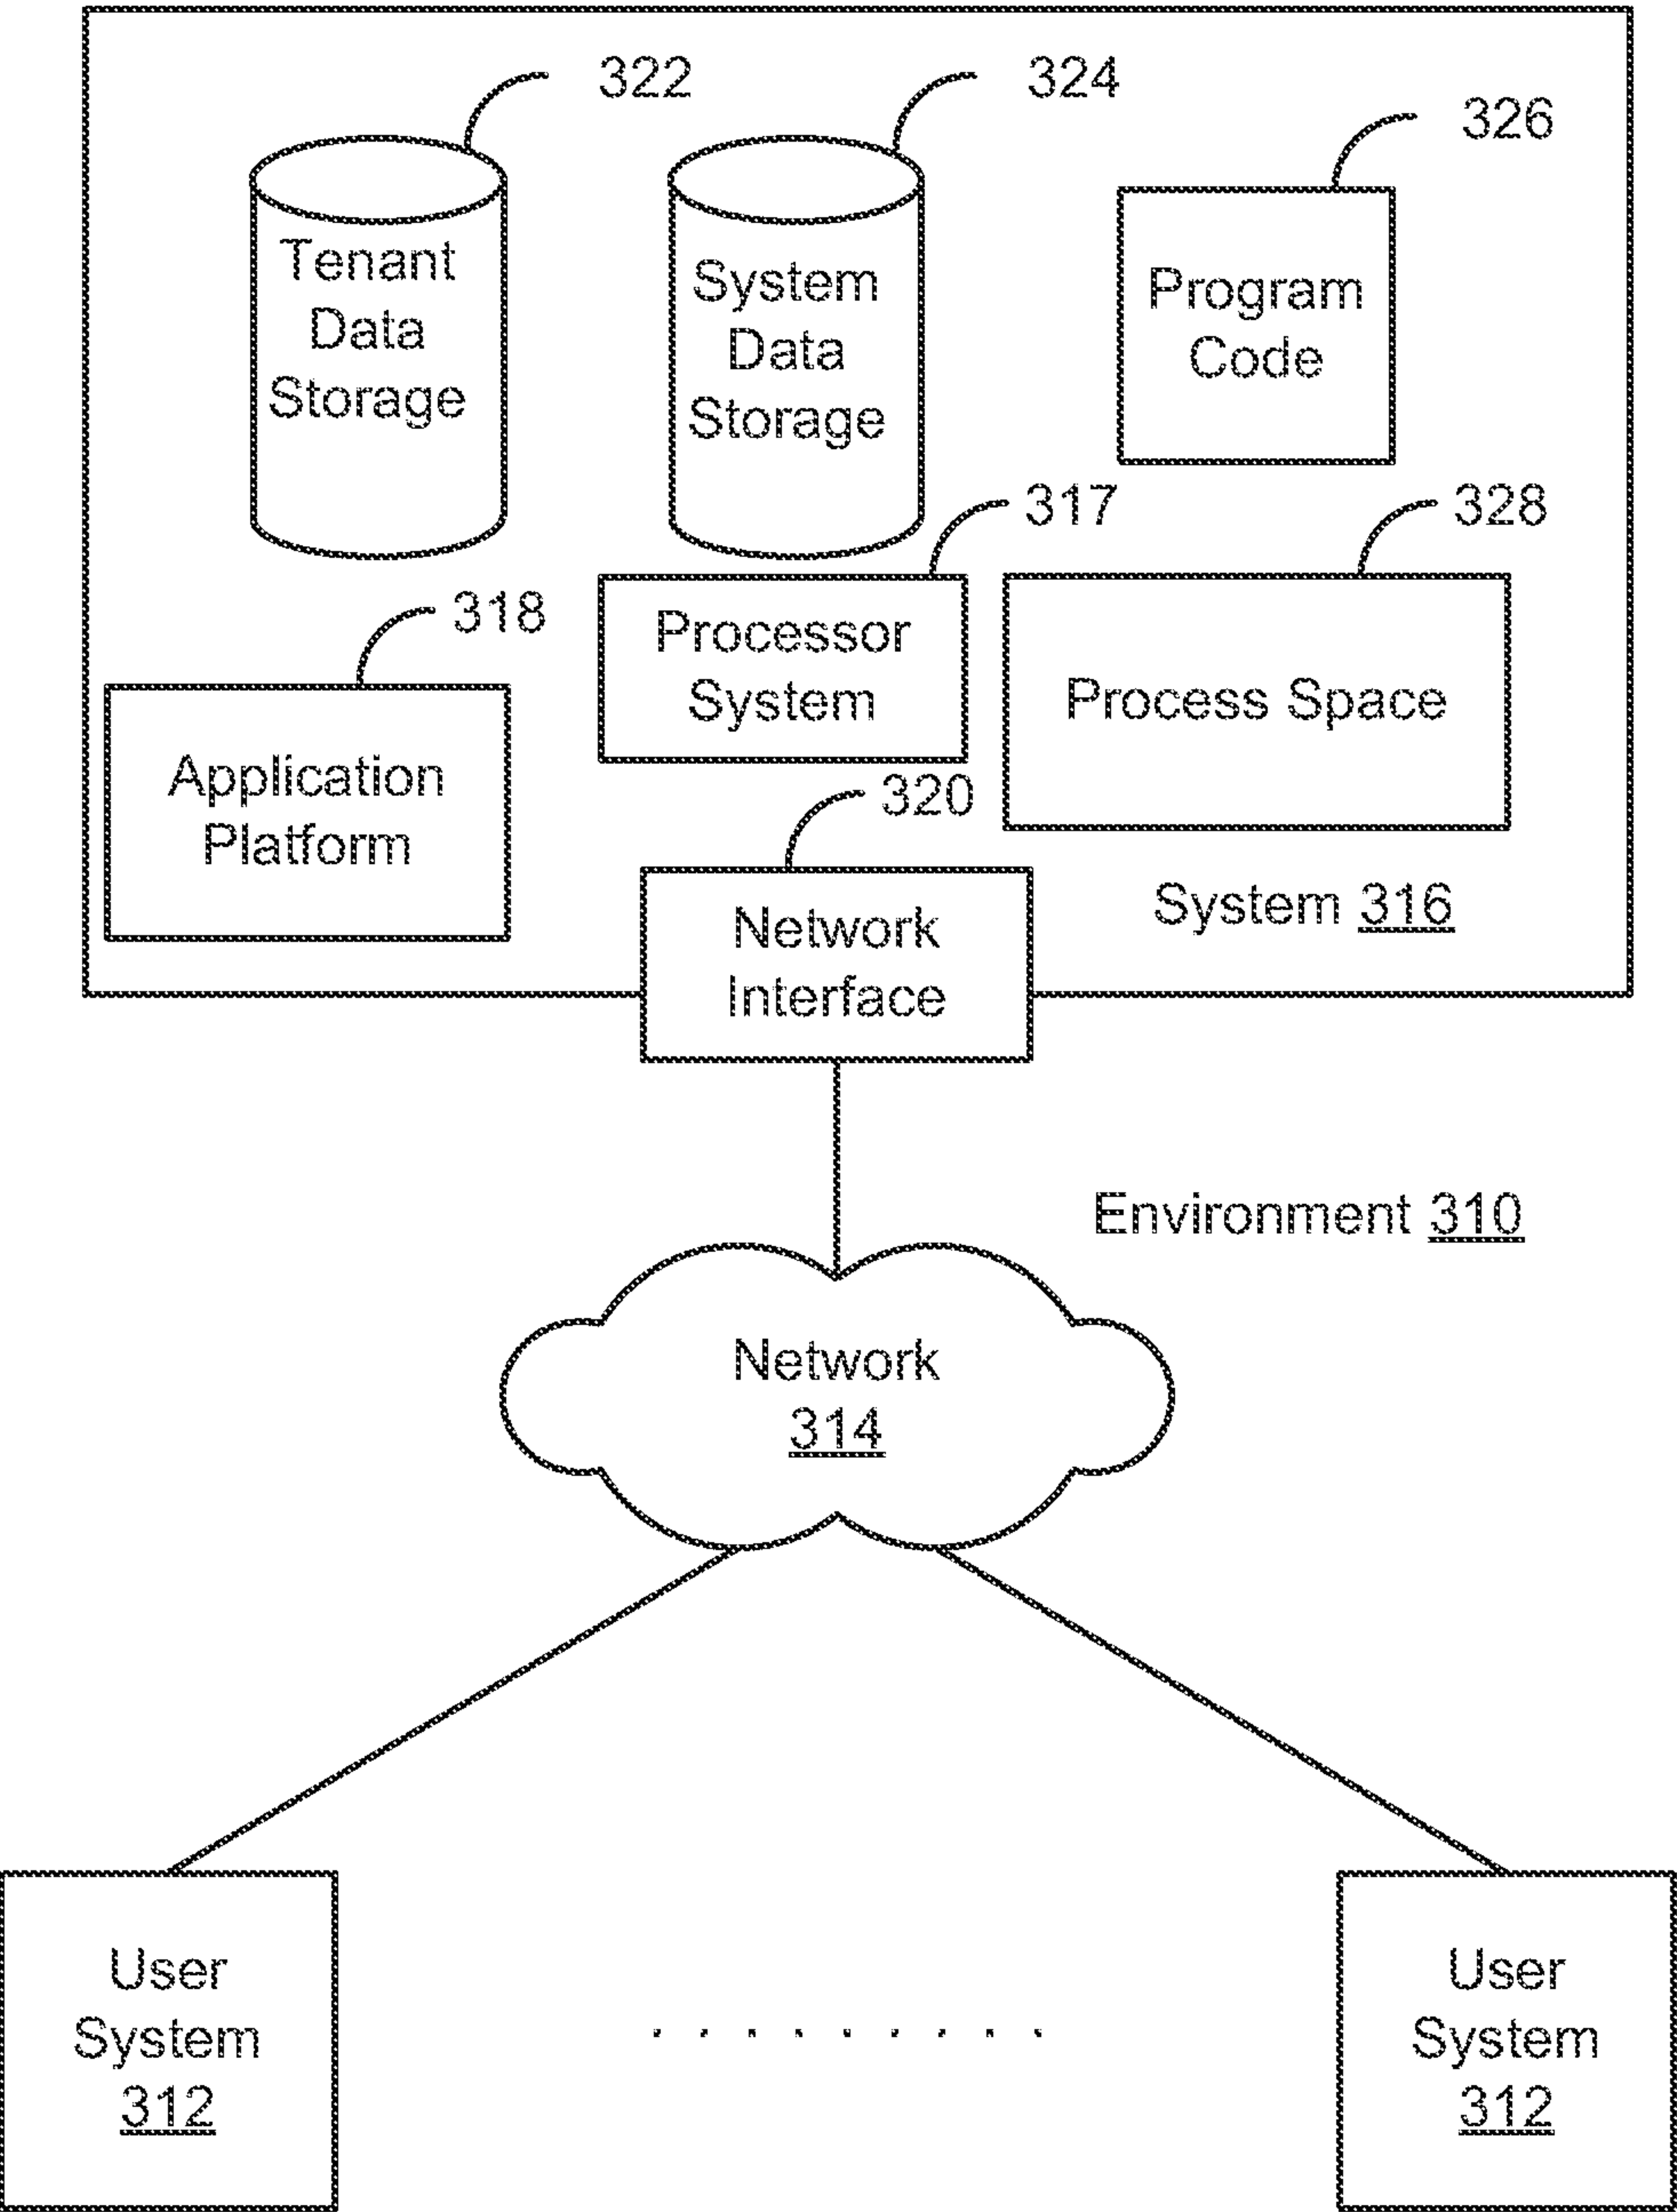 322
324
326
Tenant
Data
Storage
System
Data
Storage
Program
Code
317
328
318
Processor
System
Process Space
Application
Platform
320
System 316
Network
Interface
Environment 310
Network
314
User
System
312
User
System
312